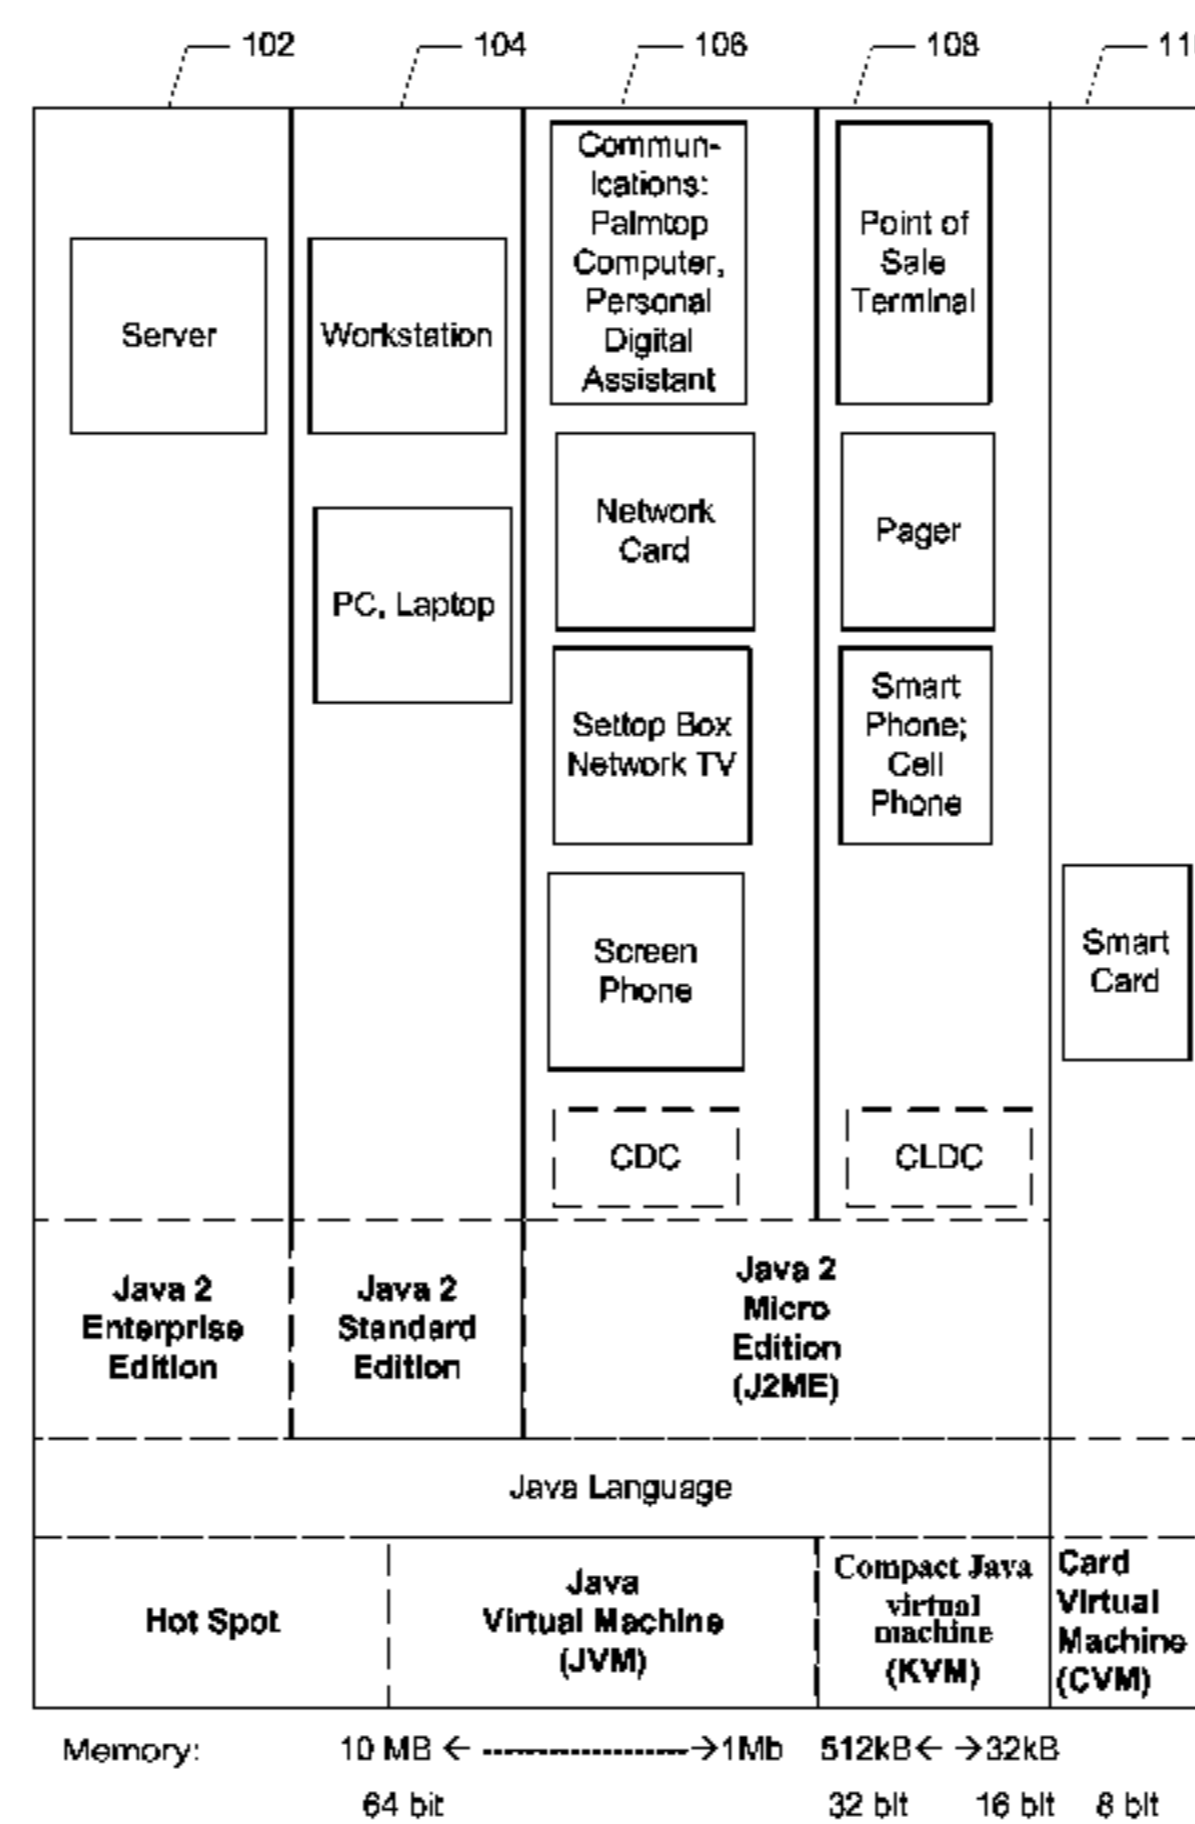 102
104
106
108
Commun-
ications:
Palmtop
Computer,
Personal
Digital
Assistant
Point of
Sale
Terminal
Server
Workstation
Network
Card
Pager
PC, Laptop
Settop Box
Network TV
Smart
Phone;
Cell
Phone
Screen
Phone
Smart
Card
CDC
CLDC
Java 2
Enterprise
Edition
Java 2
Standard
Edition
Java 2
Micro
Edition
(J2ME)
Java Language
Hot Spot
Java
Virtual Machine
(JVM)
Compact Java
virtual
machine
(KVM)
Card
Virtual
Machine
(CVM)
Memory: 10 MB ← ------------------→1Mb 512kB← →32kB
64 bit 32 bit 16 bit 8 bit